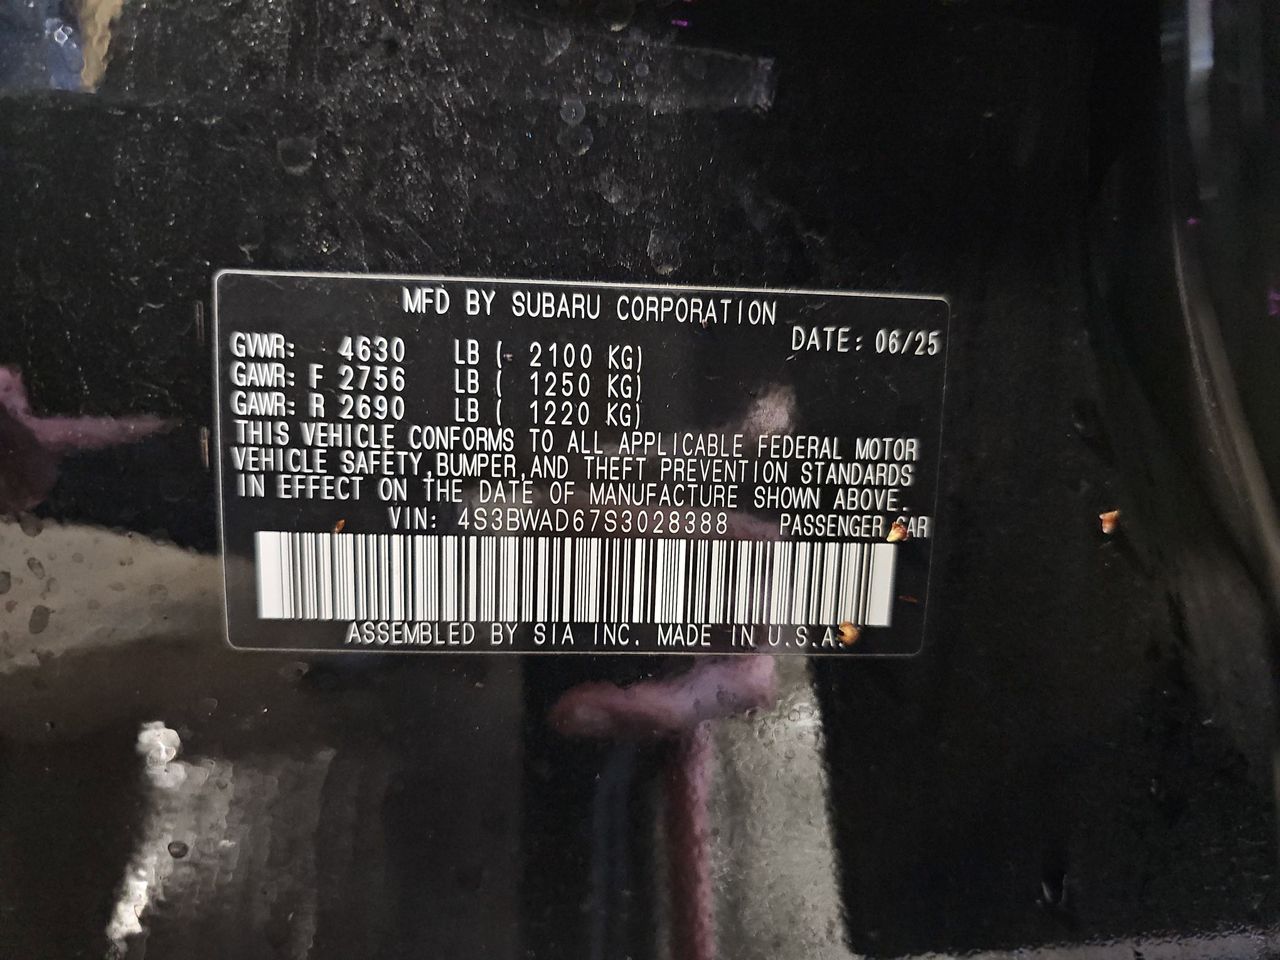 MFD BY SUBARU CORPORATION
DATE: 06/25
GVWR: 4630 LB ( 2100 KG)
GAWR: F 2756 LB ( 1250 KG)
GAWR: R 2690 LB ( 1220 KG)
THIS VEHICLE CONFORMS TO ALL APPLICABLE FEDERAL MOTOR
VEHICLE SAFETY,BUMPER,AND THEFT PREVENTION STANDARDS
IN EFFECT ON THE DATE OF MANUFACTURE SHOWN ABOVE.
VIN: 4S3BWAD67S3028388 PASSENGER CAR
ASSEMBLED BY SIA INC. MADE IN U.S.A.